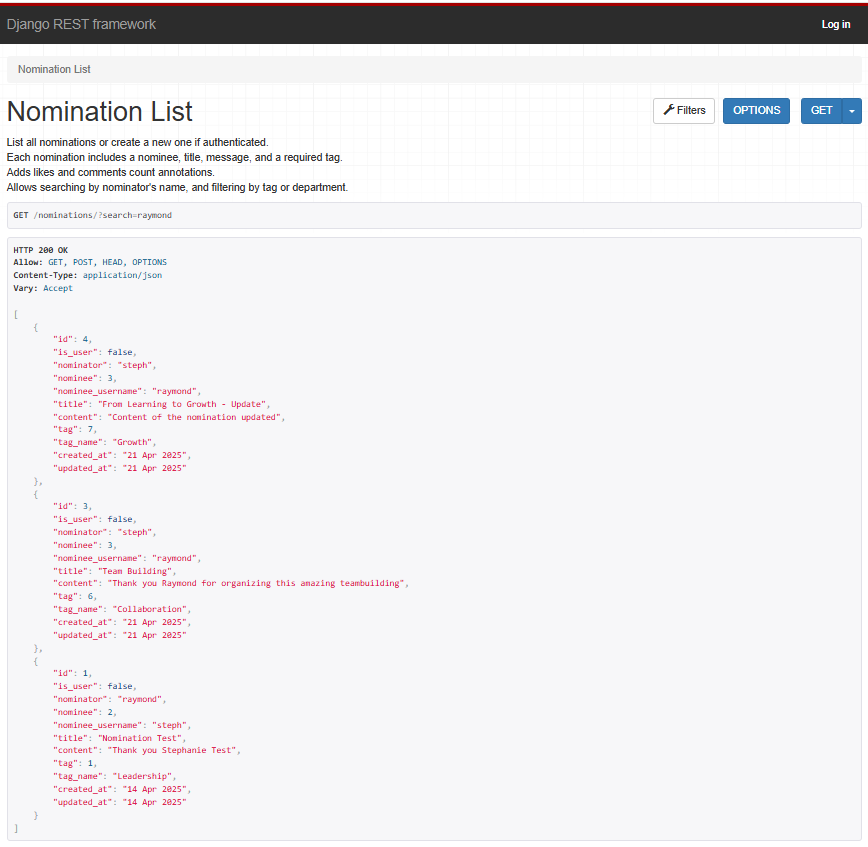 Django REST framework
Log in
Nomination List
Nomination List
Filters
OPTIONS
GET
List all nominations or create a new one if authenticated.
Each nomination includes a nominee, title, message, and a required tag.
Adds likes and comments count annotations.
Allows searching by nominator's name, and filtering by tag or department.
GET /nominations/?search=raymond
HTTP 200 OK
Allow: GET, POST, HEAD, OPTIONS
Content-Type: application/json
Vary: Accept
[
    {
        "id": 4,
        "is_user": false,
        "nominator": "steph",
        "nominee": 3,
        "nominee_username": "raymond",
        "title": "From Learning to Growth - Update",
        "content": "Content of the nomination updated",
        "tag": 7,
        "tag_name": "Growth",
        "created_at": "21 Apr 2025",
        "updated_at": "21 Apr 2025"
    },
    {
        "id": 3,
        "is_user": false,
        "nominator": "steph",
        "nominee": 3,
        "nominee_username": "raymond",
        "title": "Team Building",
        "content": "Thank you Raymond for organizing this amazing teambuilding",
        "tag": 6,
        "tag_name": "Collaboration",
        "created_at": "21 Apr 2025",
        "updated_at": "21 Apr 2025"
    },
    {
        "id": 1,
        "is_user": false,
        "nominator": "raymond",
        "nominee": 2,
        "nominee_username": "steph",
        "title": "Nomination Test",
        "content": "Thank you Stephanie Test",
        "tag": 1,
        "tag_name": "Leadership",
        "created_at": "14 Apr 2025",
        "updated_at": "14 Apr 2025"
    }
]